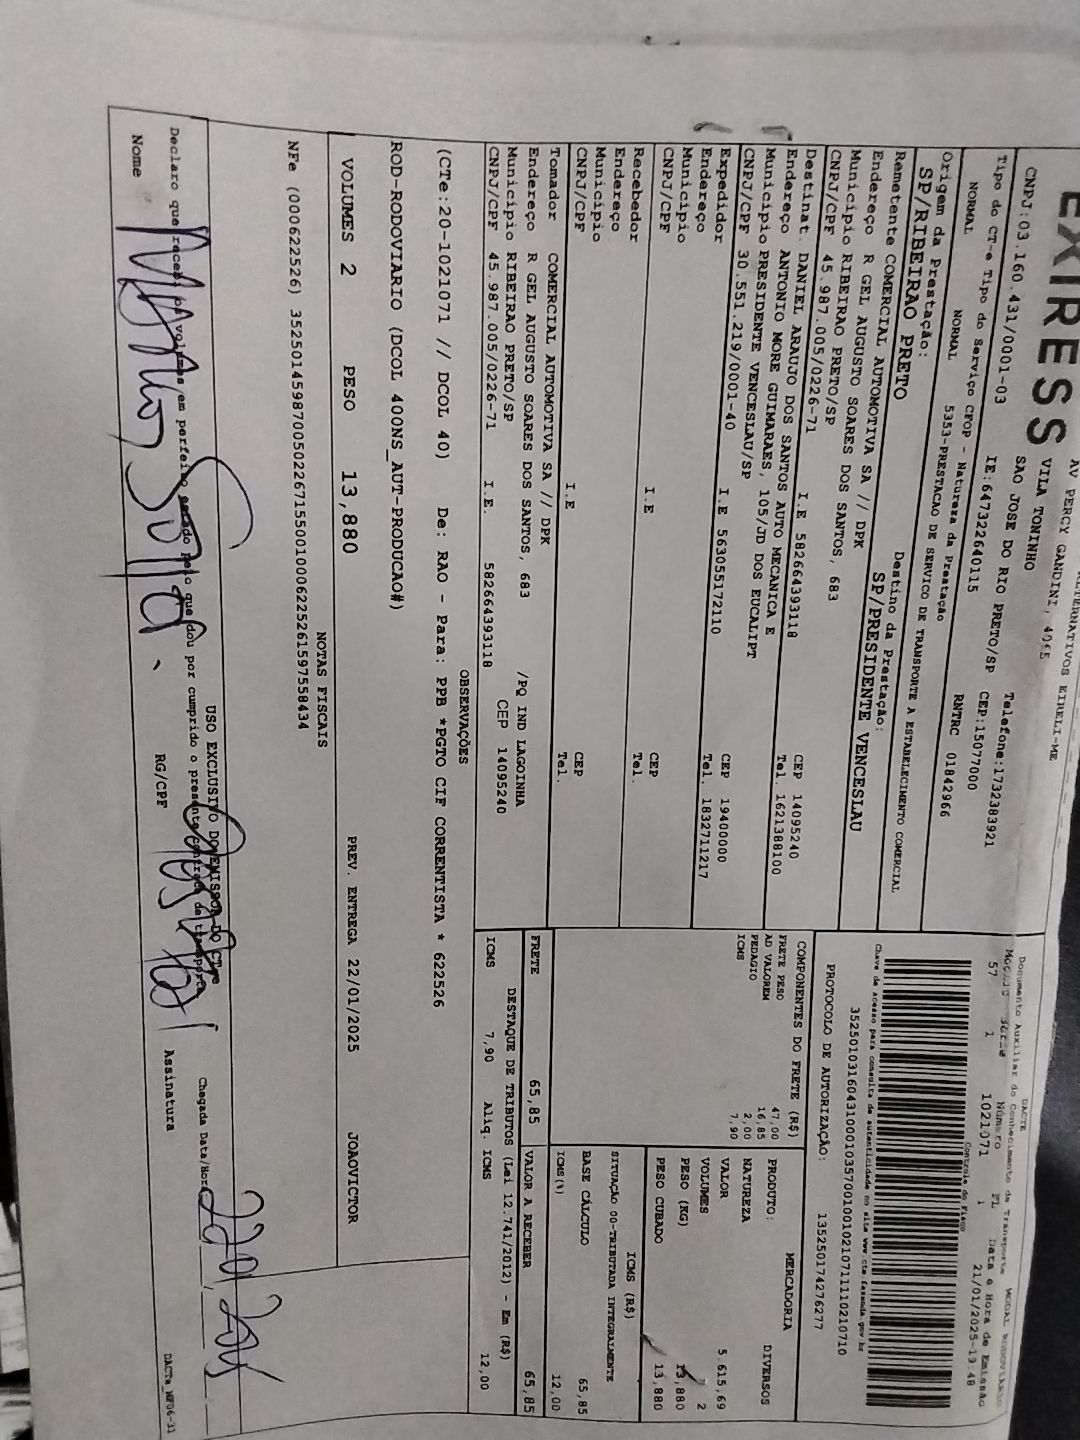 EXIRESS
ALTERNATIVOS EIRELI-ME
AV PERCY GANDINI, 4065
VILA TONINHO
SAO JOSE DO RIO PRETO/SP CEP:15077000
CNPJ:03.160.431/0001-03 IE:647322640115 Telefone:1732383921
Tipo do CT-e Tipo do Serviço CFOP - Natureza da Prestação RNTRC 01842966
NORMAL NORMAL 5353-PRESTACAO DE SERVICO DE TRANSPORTE A ESTABELECIMENTO COMERCIAL
Origem da Prestação: Destino da Prestação:
SP/RIBEIRAO PRETO SP/PRESIDENTE VENCESLAU
Remetente COMERCIAL AUTOMOTIVA SA // DPK
Endereço R GEL AUGUSTO SOARES DOS SANTOS, 683
Municipio RIBEIRAO PRETO/SP CEP 14095240
CNPJ/CPF 45.987.005/0226-71 I.E 582664393118 Tel. 1621388100
Destinat. DANIEL ARAUJO DOS SANTOS AUTO MECANICA E
Endereço ANTONIO MORE GUIMARAES, 105/JD DOS EUCALIPT
Municipio PRESIDENTE VENCESLAU/SP CEP 19400000
CNPJ/CPF 30.551.219/0001-40 I.E 563055172110 Tel. 1832711217
Expedidor
Endereço
Municipio CEP
CNPJ/CPF I.E Tel.
Recebedor
Endereço
Municipio CEP
CNPJ/CPF I.E Tel.
Tomador COMERCIAL AUTOMOTIVA SA // DPK
Endereço R GEL AUGUSTO SOARES DOS SANTOS, 683 /PQ IND LAGOINHA
Municipio RIBEIRAO PRETO/SP CEP 14095240
CNPJ/CPF 45.987.005/0226-71 I.E. 582664393118
DACTE MODAL RODOVIARIO
Documento Auxiliar do Conhecimento de Transporte
Modelo Série Número FL Data e Hora de Emissão
57 1 1021071 1 21/01/2025-19:48
Controle do Fisco
Chave de acesso para consulta de autenticidade no site www.cte.fazenda.gov.br
35250103160431000103570010010210711110210710
PROTOCOLO DE AUTORIZAÇÃO: 135250174276277
COMPONENTES DO FRETE (R$)
FRETE PESO 47,00
AD VALOREM 16,85
PEDAGIO 2,00
ICMS 7,90
MERCADORIA
PRODUTO: DIVERSOS
NATUREZA
VALOR 5.615,69
VOLUMES 2
PESO (KG) 13,880
PESO CUBADO 13,880
ICMS (R$)
SITUAÇÃO 00-TRIBUTADA INTEGRALMENTE
BASE CÁLCULO 65,85
ICMS(%) 12,00
FRETE 65,85 VALOR A RECEBER 65,85
DESTAQUE DE TRIBUTOS (Lei 12.741/2012) - Em (R$)
ICMS 7,90 Aliq. ICMS 12,00
OBSERVAÇÕES
(CTe:20-1021071 // DCOL 40) De: RAO - Para: PPB *PGTO CIF CORRENTISTA * 622526
ROD-RODOVIARIO (DCOL 400NS_AUT-PRODUCAO#)
VOLUMES 2 PESO 13,880 PREV. ENTREGA 22/01/2025 JOAOVICTOR
NOTAS FISCAIS
NFe (000622526) 35250145987005022671550010006225261597558434
USO EXCLUSIVO DO EMISSOR DO CT-e
Declaro que recebi os volumes em perfeito estado pelo que dou por cumprido o presente contrato de transporte
Chegada Data/Hora
Nome RG/CPF Assinatura
DACTe_NF06-31